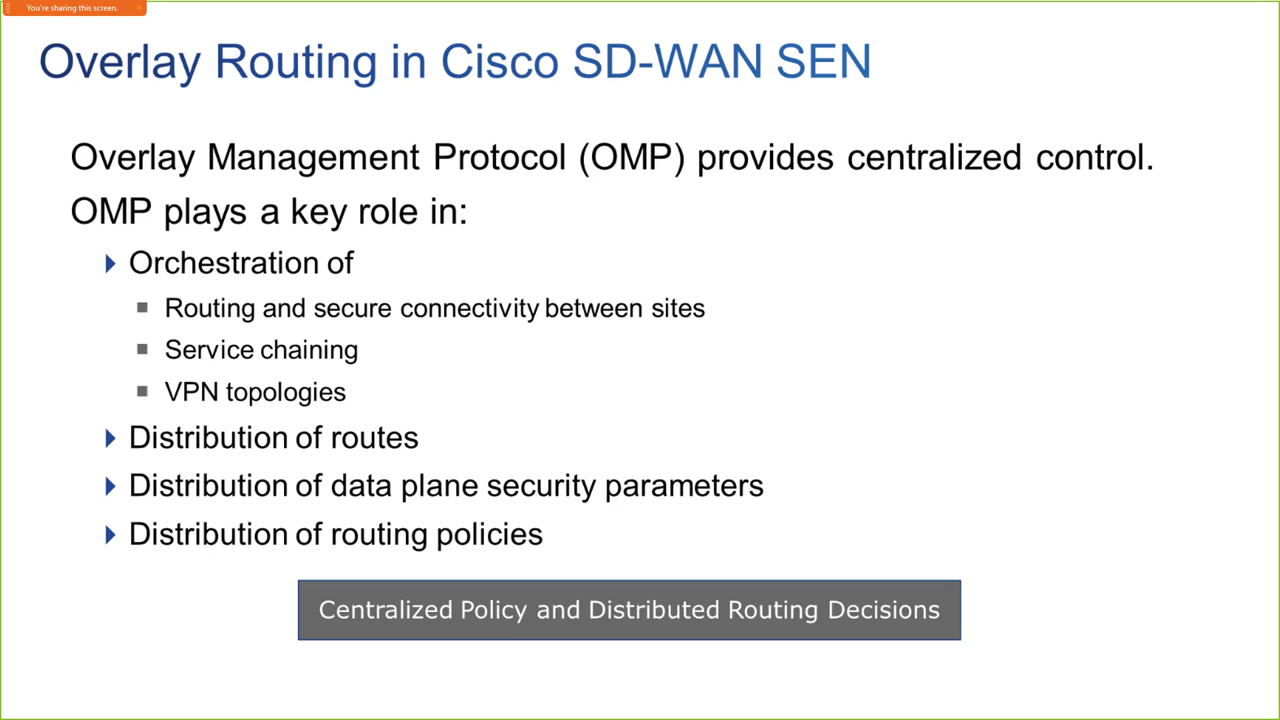 You're sharing this screen.
Overlay Routing in Cisco SD-WAN SEN
Overlay Management Protocol (OMP) provides centralized control.
OMP plays a key role in:
Orchestration of
Routing and secure connectivity between sites
Service chaining
VPN topologies
Distribution of routes
Distribution of data plane security parameters
Distribution of routing policies
Centralized Policy and Distributed Routing Decisions